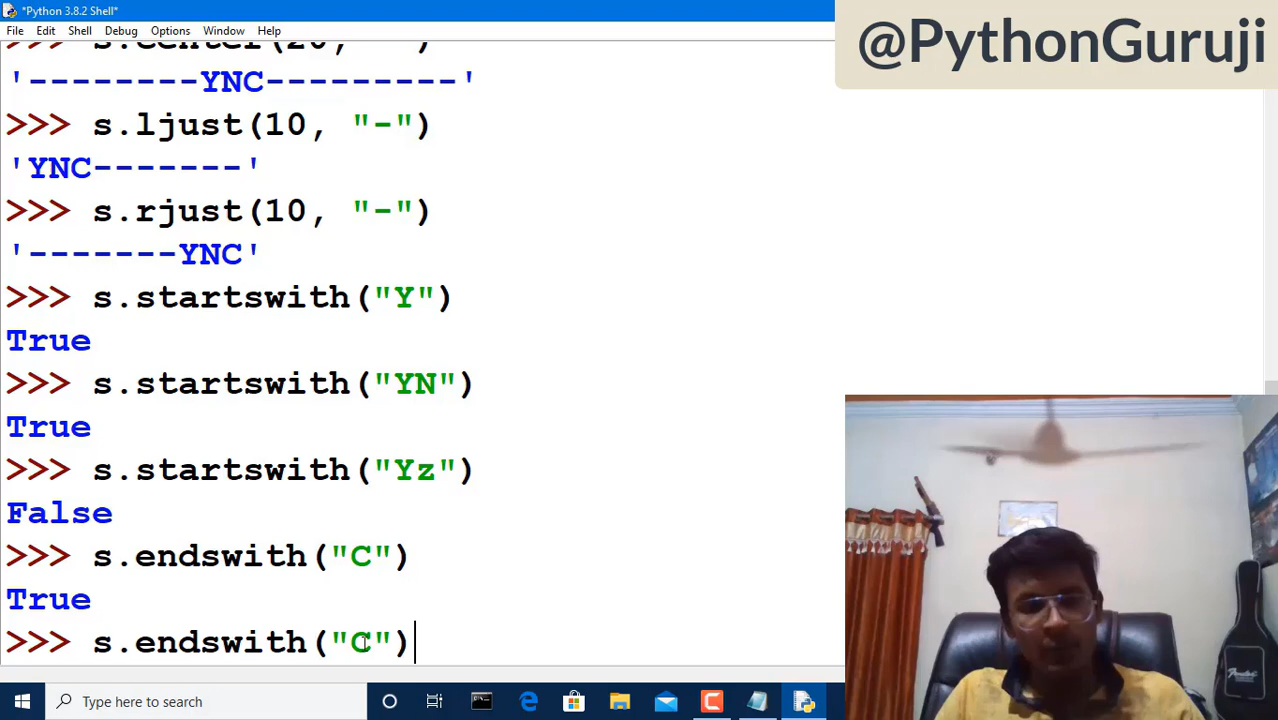 *Python 3.8.2 Shell*
File Edit Shell Debug Options Window Help
@PythonGuruji
'--------YNC---------'
>>> s.ljust(10, "-")
'YNC-------'
>>> s.rjust(10, "-")
'-------YNC'
>>> s.startswith("Y")
True
>>> s.startswith("YN")
True
>>> s.startswith("Yz")
False
>>> s.endswith("C")
True
>>> s.endswith("C")
Type here to search
Fender